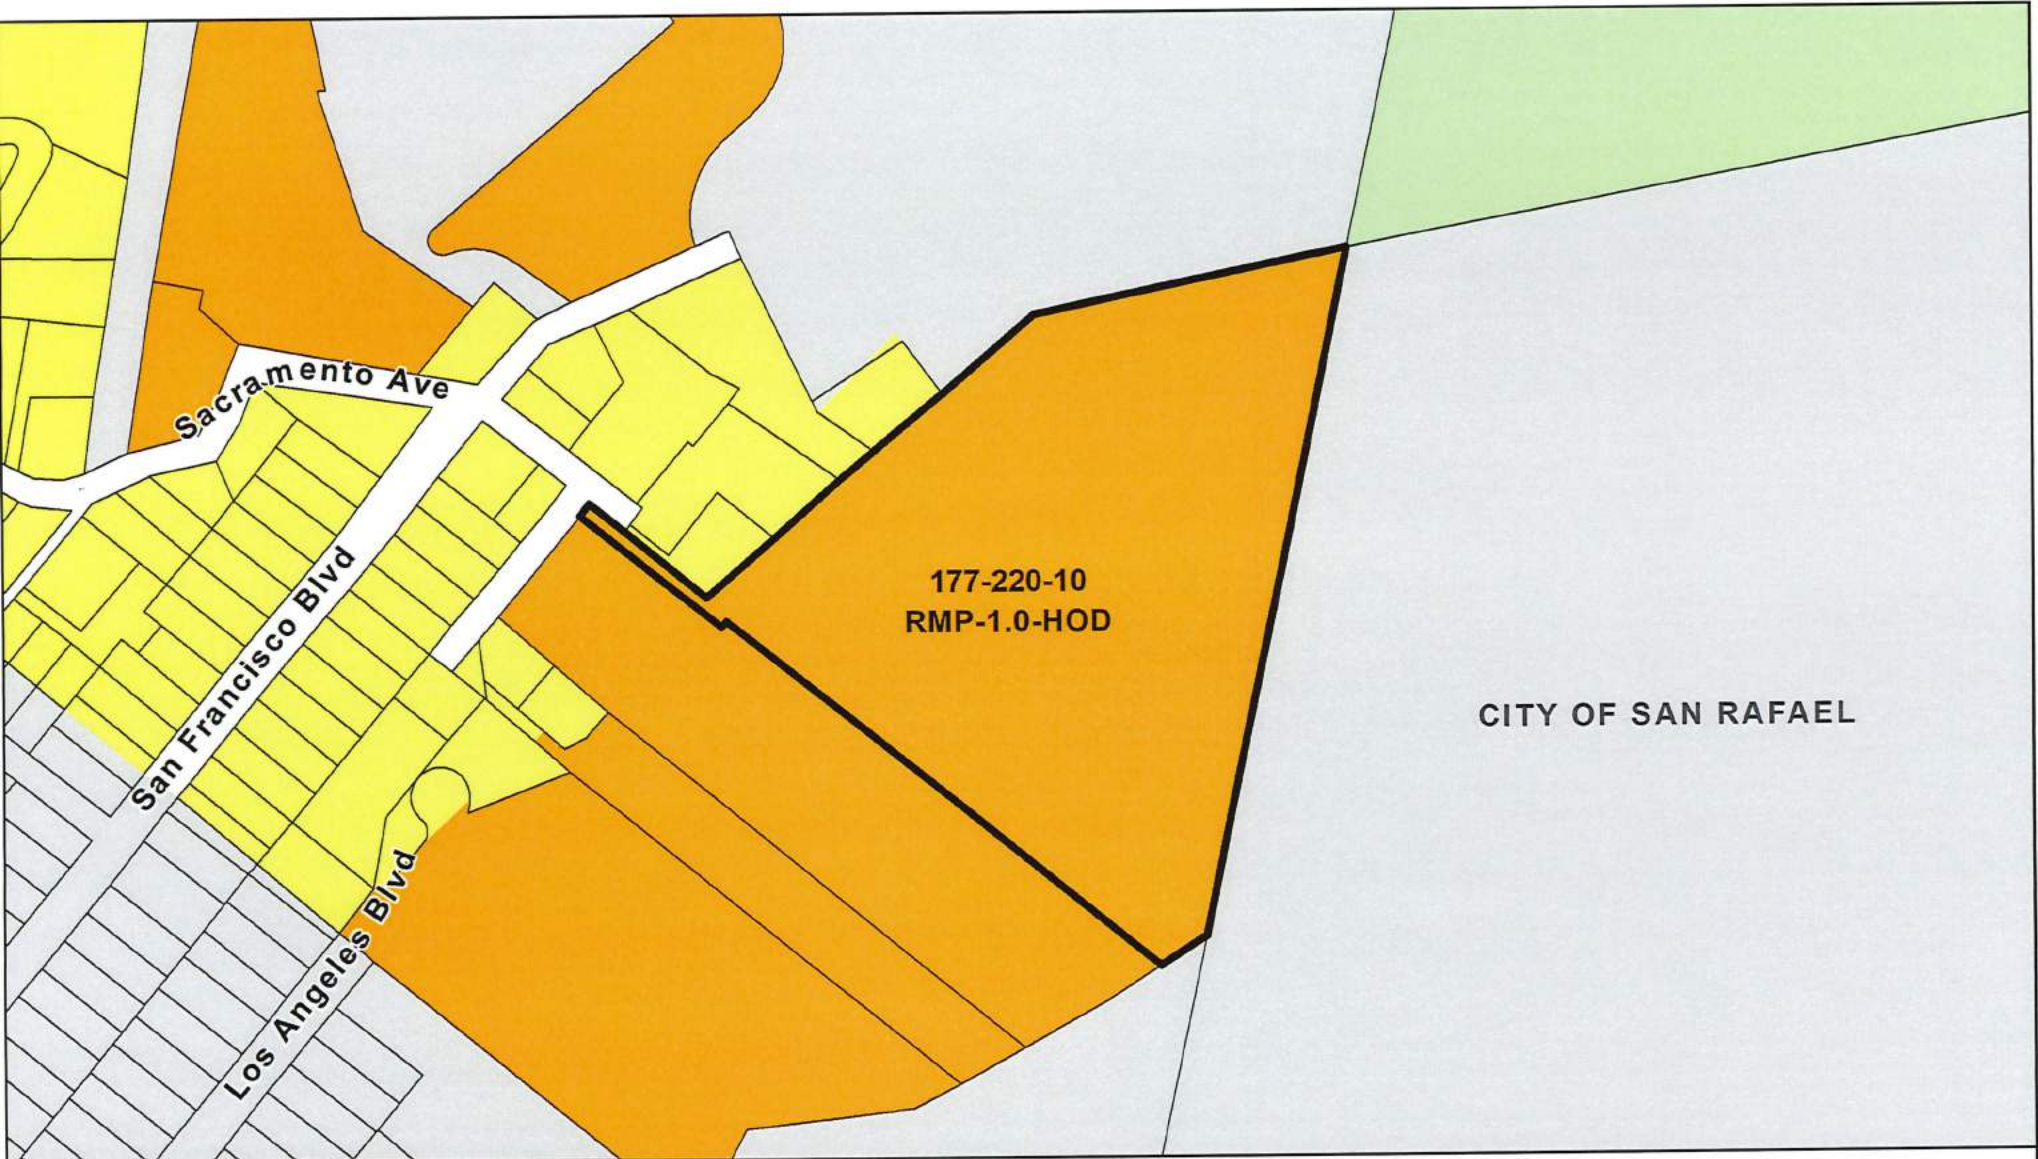 Sacramento Ave
177-220-10
RMP-1.0-HOD
San Francisco Blvd
CITY OF SAN RAFAEL
Los Angeles Blvd